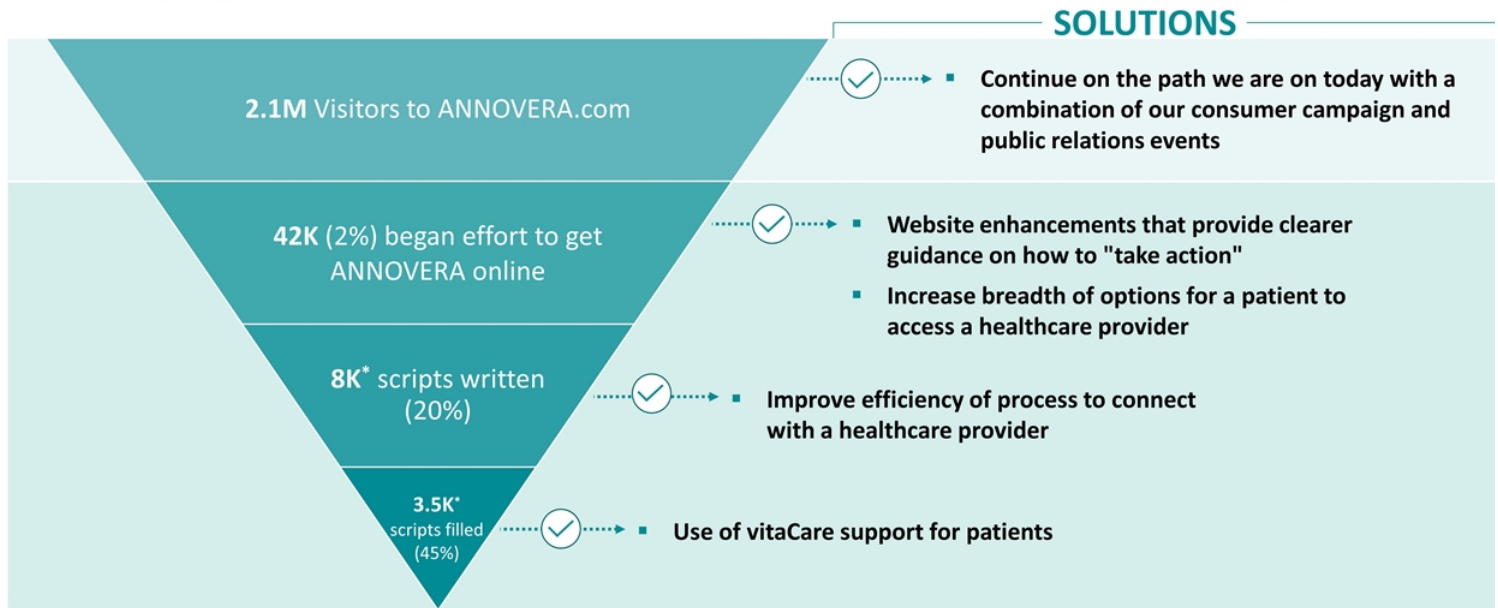 SOLUTIONS
2.1M Visitors to ANNOVERA.com
▪ Continue on the path we are on today with a
combination of our consumer campaign and
public relations events
42K (2%) began effort to get
ANNOVERA online
▪ Website enhancements that provide clearer
guidance on how to "take action"
▪ Increase breadth of options for a patient to
access a healthcare provider
8K* scripts written
(20%)
▪ Improve efficiency of process to connect
with a healthcare provider
3.5K*
scripts filled
(45%)
▪ Use of vitaCare support for patients